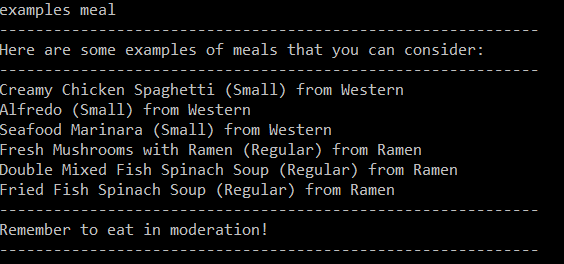 examples meal
------------------------------------------------------------
Here are some examples of meals that you can consider:
------------------------------------------------------------
Creamy Chicken Spaghetti (Small) from Western
Alfredo (Small) from Western
Seafood Marinara (Small) from Western
Fresh Mushrooms with Ramen (Regular) from Ramen
Double Mixed Fish Spinach Soup (Regular) from Ramen
Fried Fish Spinach Soup (Regular) from Ramen
------------------------------------------------------------
Remember to eat in moderation!
------------------------------------------------------------